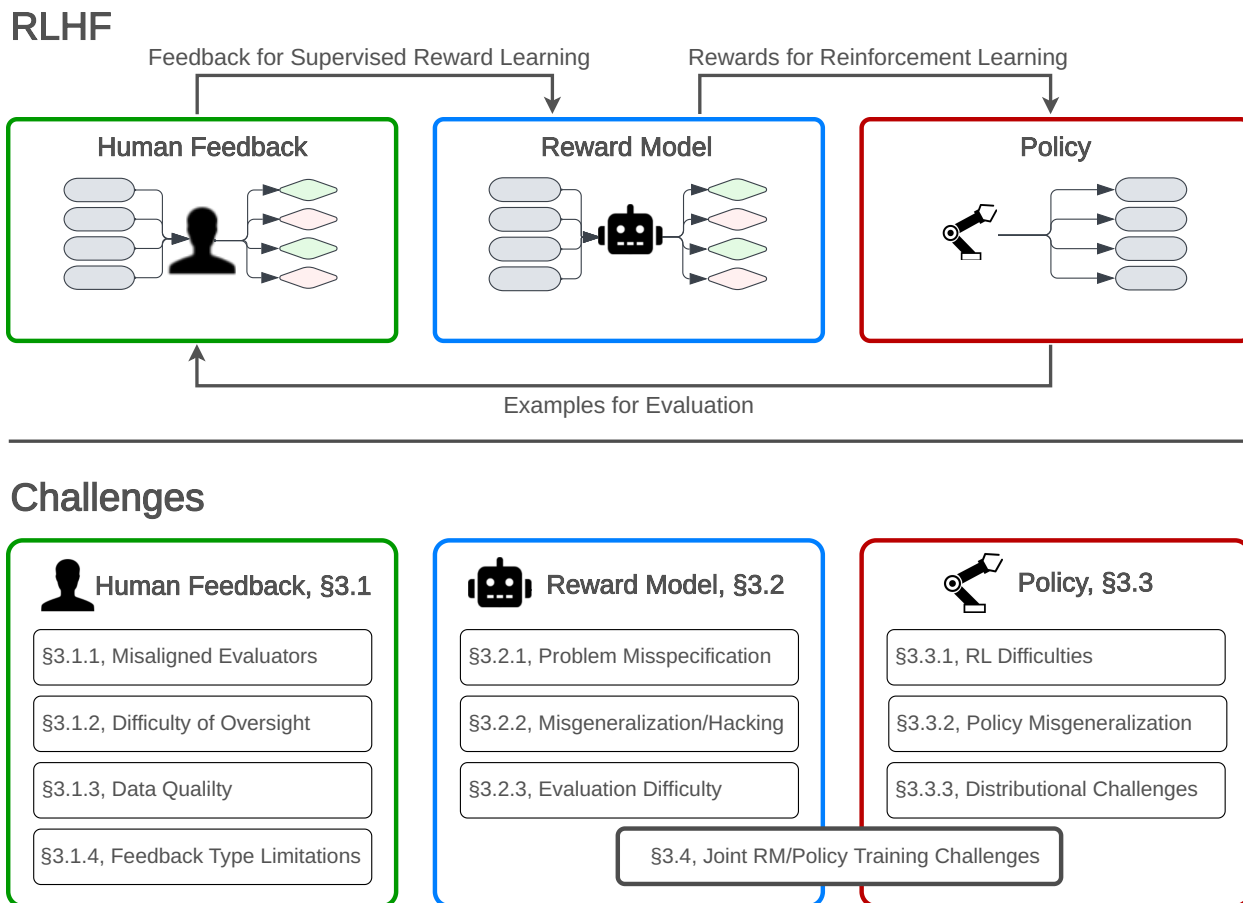 RLHF
Feedback for Supervised Reward Learning
Rewards for Reinforcement Learning
Human Feedback
Reward Model
Policy
Examples for Evaluation
Challenges
Human Feedback, §3.1
§3.1.1, Misaligned Evaluators
§3.1.2, Difficulty of Oversight
§3.1.3, Data Qualilty
§3.1.4, Feedback Type Limitations
Reward Model, §3.2
§3.2.1, Problem Misspecification
§3.2.2, Misgeneralization/Hacking
§3.2.3, Evaluation Difficulty
Policy, §3.3
§3.3.1, RL Difficulties
§3.3.2, Policy Misgeneralization
§3.3.3, Distributional Challenges
§3.4, Joint RM/Policy Training Challenges